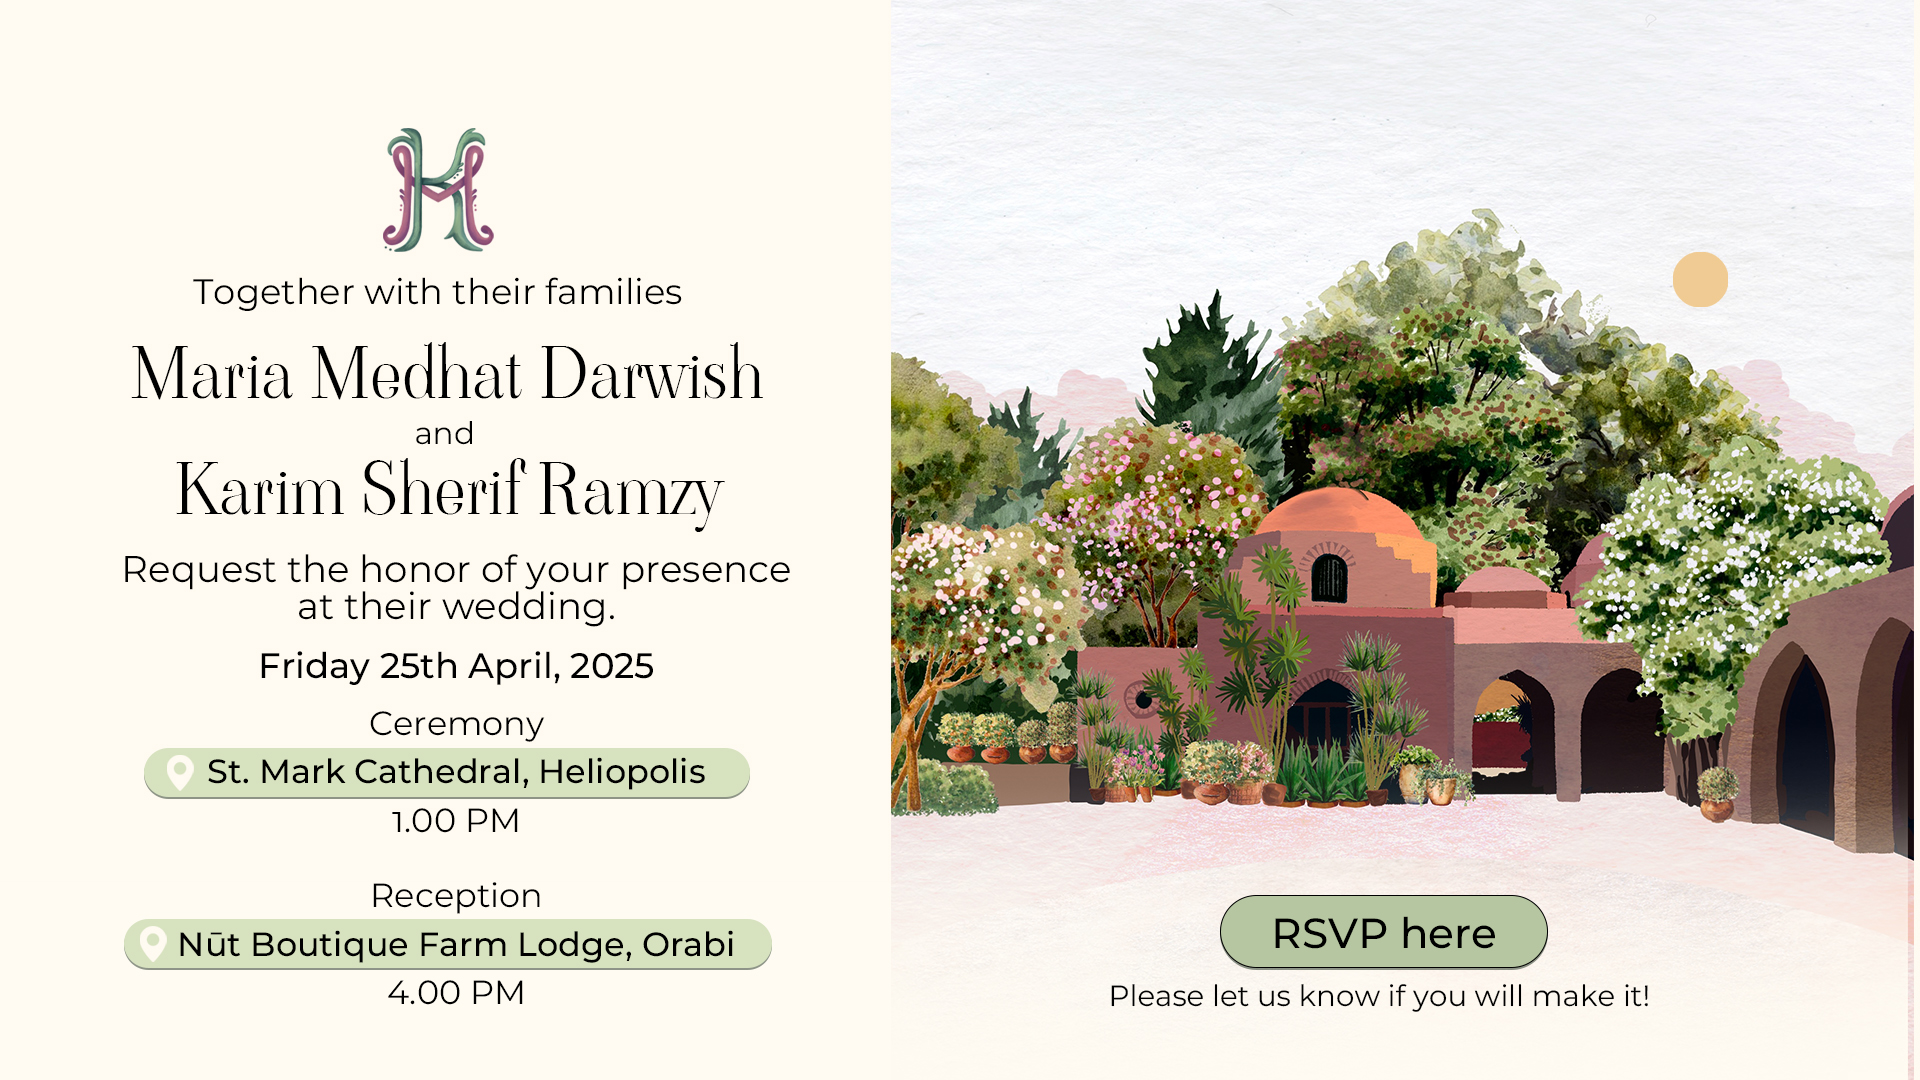 Together with their families
Maria Medhat Darwish
and
Karim Sherif Ramzy
Request the honor of your presence
at their wedding.
Friday 25th April, 2025
Ceremony
St. Mark Cathedral, Heliopolis
1.00 PM
Reception
Nūt Boutique Farm Lodge, Orabi
4.00 PM
RSVP here
Please let us know if you will make it!